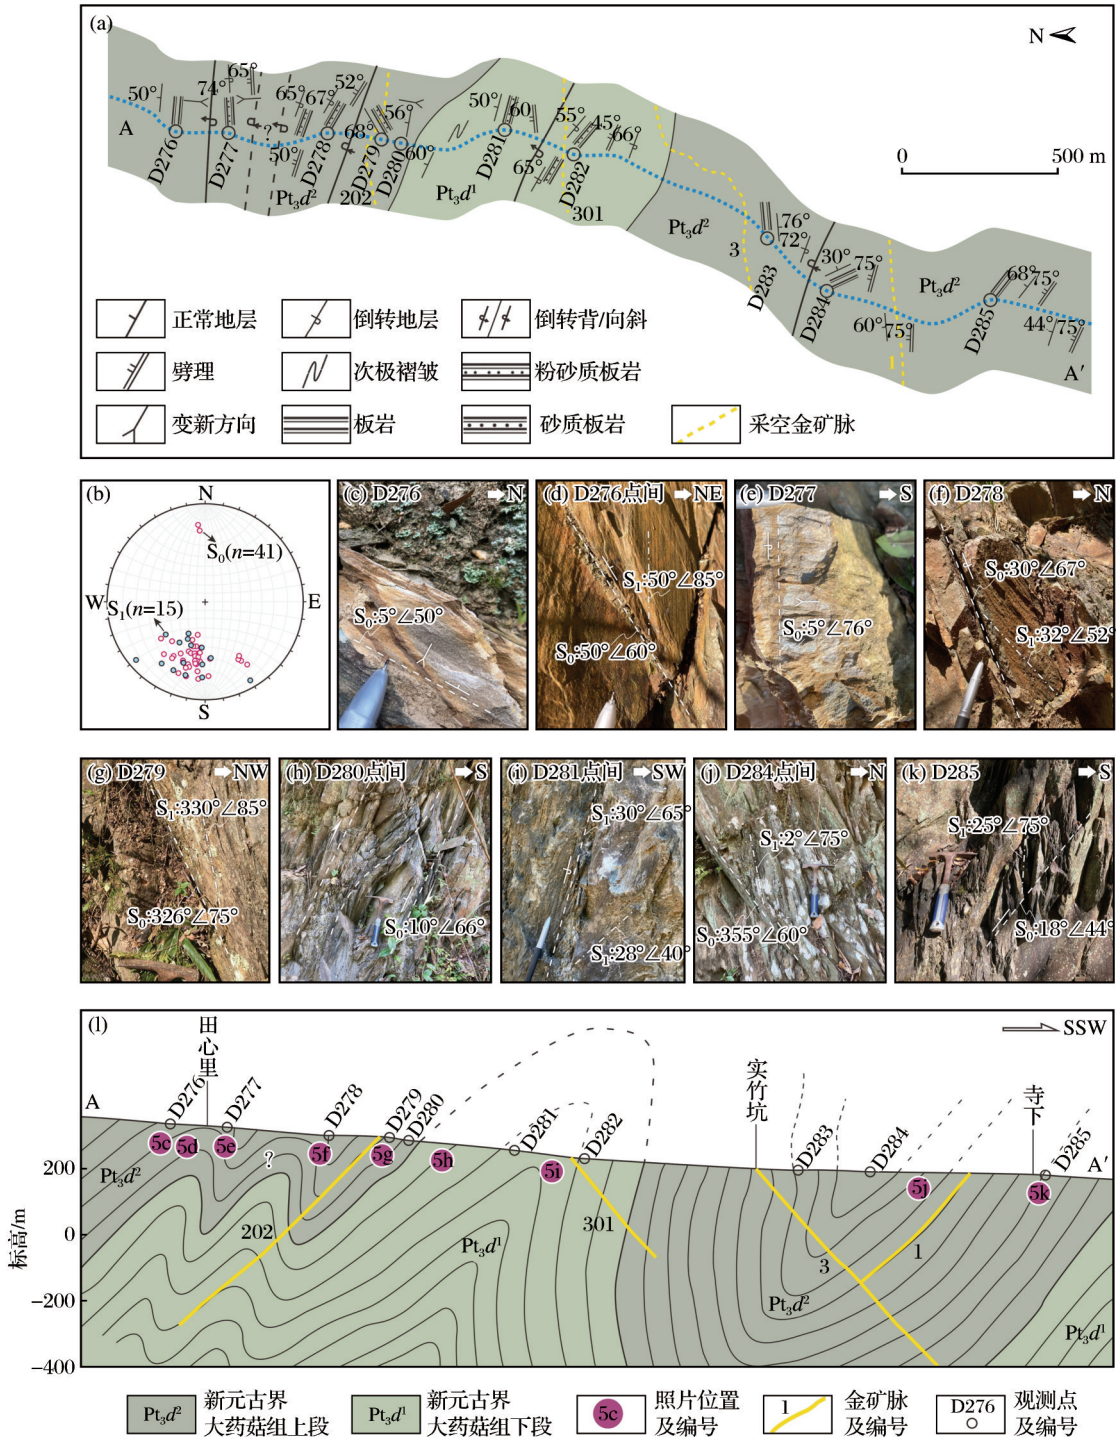 (a)
N
0
500 m
A
A′
50°
74°
65°
65°
67°
52°
56°
68°
50°
60°
50°
60
55°
45°
66°
65°
76°
72°
30°
75°
60°
75°
68°
75°
44°
75°
?
D276
D277
D278
D279
D280
D281
D282
D283
D284
D285
Pt₃d²
202
Pt₃d¹
301
Pt₃d²
3
Pt₃d²
1
正常地层
倒转地层
倒转背/向斜
劈理
次极褶皱
粉砂质板岩
变新方向
板岩
砂质板岩
采空金矿脉
(b)
N
S₀(n=41)
W
E
S₁(n=15)
S
(c) D276
N
S₀:5°∠50°
(d) D276点间
NE
S₁:50°∠85°
S₀:50°∠60°
(e) D277
S
S₀:5°∠76°
(f) D278
N
S₀:30°∠67°
S₁:32°∠52°
(g) D279
NW
S₁:330°∠85°
S₀:326°∠75°
(h) D280点间
S
S₀:10°∠66°
(i) D281点间
SW
S₁:30°∠65°
S₁:28°∠40°
(j) D284点间
N
S₁:2°∠75°
S₀:355°∠60°
(k) D285
S
S₁:25°∠75°
S₀:18°∠44°
(l)
SSW
田心里
实竹坑
寺下
A
A′
D276
D277
D278
D279
D280
D281
D282
D283
D284
D285
5c
5d
5e
5f
5g
5h
5i
5j
5k
?
Pt₃d²
202
Pt₃d¹
301
3
1
Pt₃d²
Pt₃d¹
标高/m
200
0
−200
−400
Pt₃d²
新元古界
大药菇组上段
Pt₃d¹
新元古界
大药菇组下段
5c
照片位置
及编号
1
金矿脉
及编号
D276
观测点
及编号